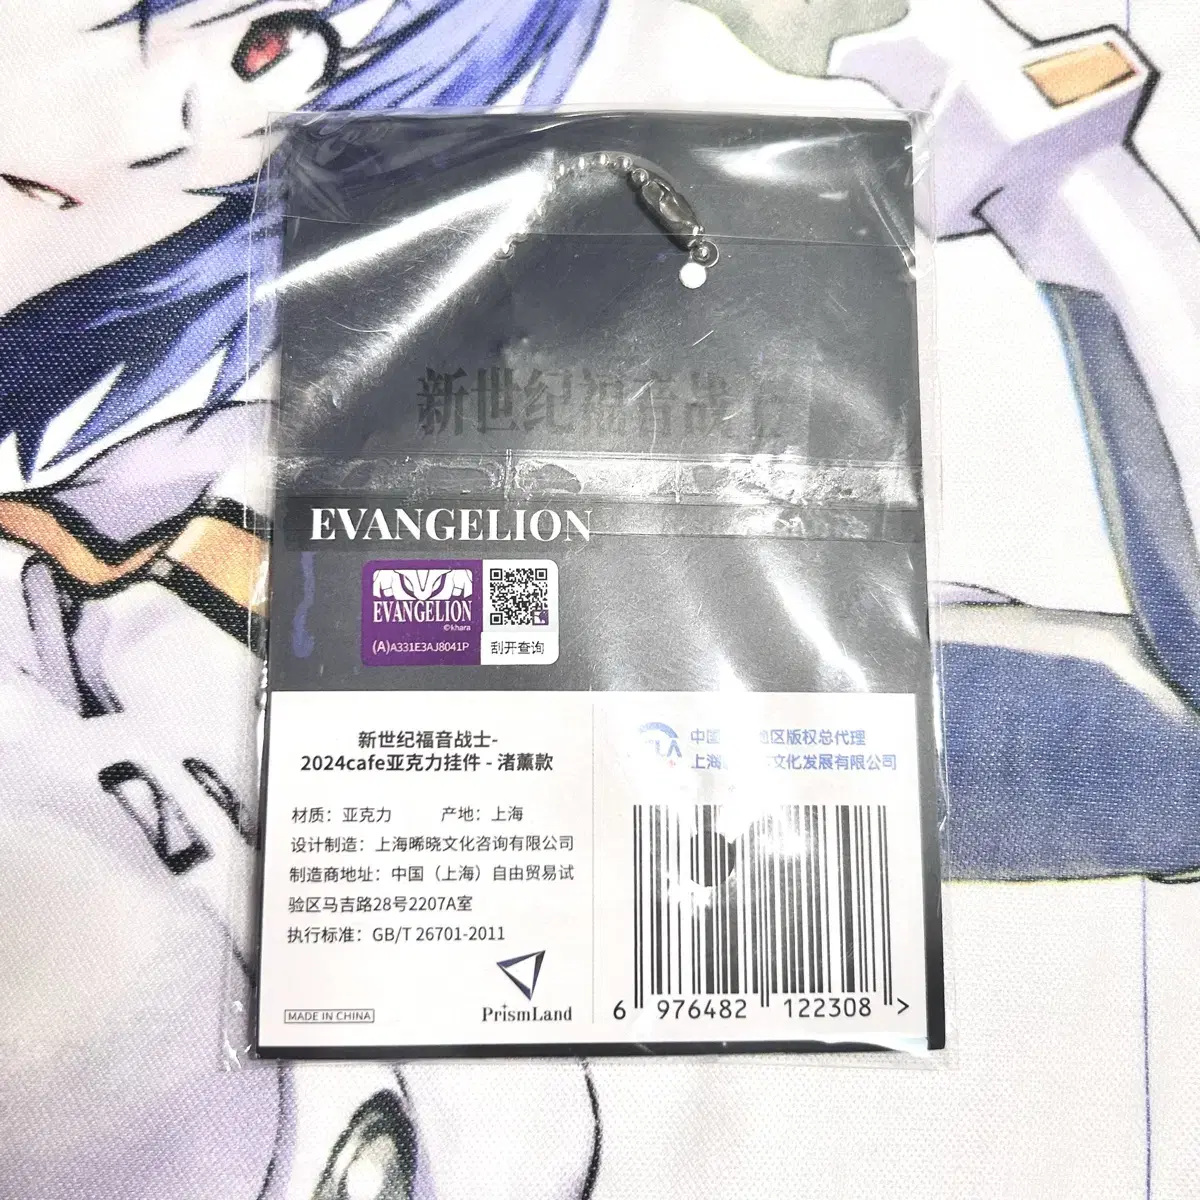 新世纪福音战士
EVANGELION
EVANGELION
©khara
(A)A331E3AJ8041P
刮开查询
新世纪福音战士-
2024cafe亚克力挂件 - 渚薰款
材质：亚克力 产地：上海
设计制造：上海晞晓文化咨询有限公司
制造商地址：中国（上海）自由贸易试
验区马吉路28号2207A室
执行标准：GB/T 26701-2011
MADE IN CHINA
PrismLand
中国 地区版权总代理
上海 文化发展有限公司
6 976482 122308 >